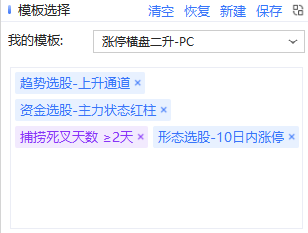 模板选择 清空 恢复 新建 保存
我的模板: 涨停横盘二升-PC
趋势选股-上升通道 ×
资金选股-主力状态红柱 ×
捕捞死叉天数 ≥2天 × 形态选股-10日内涨停 ×